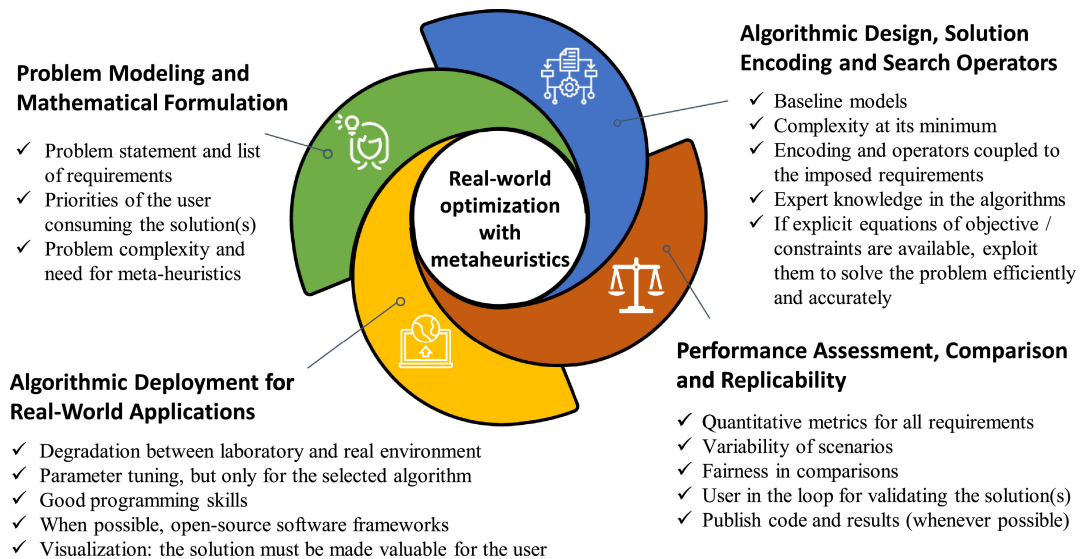 Problem Modeling and
Mathematical Formulation
✓ Problem statement and list
of requirements
✓ Priorities of the user
consuming the solution(s)
✓ Problem complexity and
need for meta-heuristics
Algorithmic Design, Solution
Encoding and Search Operators
✓ Baseline models
✓ Complexity at its minimum
✓ Encoding and operators coupled to
the imposed requirements
✓ Expert knowledge in the algorithms
✓ If explicit equations of objective /
constraints are available, exploit
them to solve the problem efficiently
and accurately
Real-world
optimization
with
metaheuristics
Algorithmic Deployment for
Real-World Applications
✓ Degradation between laboratory and real environment
✓ Parameter tuning, but only for the selected algorithm
✓ Good programming skills
✓ When possible, open-source software frameworks
✓ Visualization: the solution must be made valuable for the user
Performance Assessment, Comparison
and Replicability
✓ Quantitative metrics for all requirements
✓ Variability of scenarios
✓ Fairness in comparisons
✓ User in the loop for validating the solution(s)
✓ Publish code and results (whenever possible)